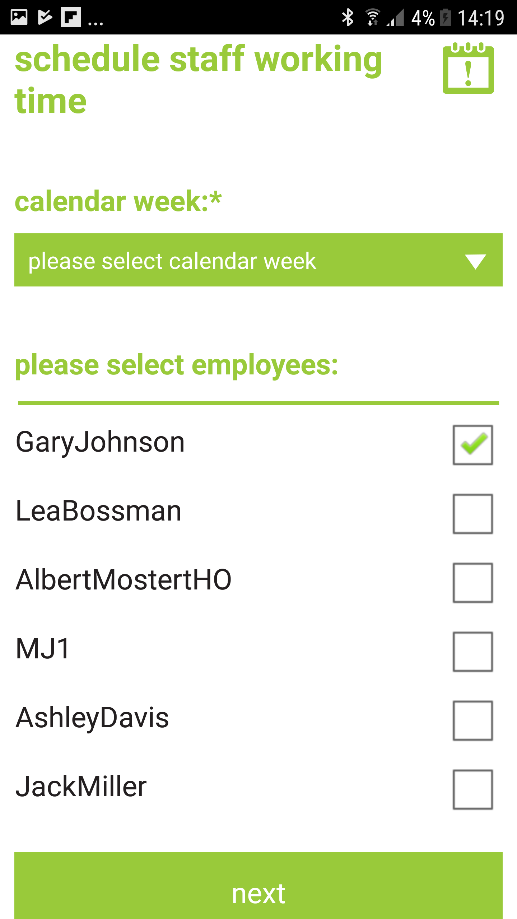 ... 4% 14:19
schedule staff working
time
calendar week:*
please select calendar week
please select employees:
GaryJohnson
LeaBossman
AlbertMostertHO
MJ1
AshleyDavis
JackMiller
next